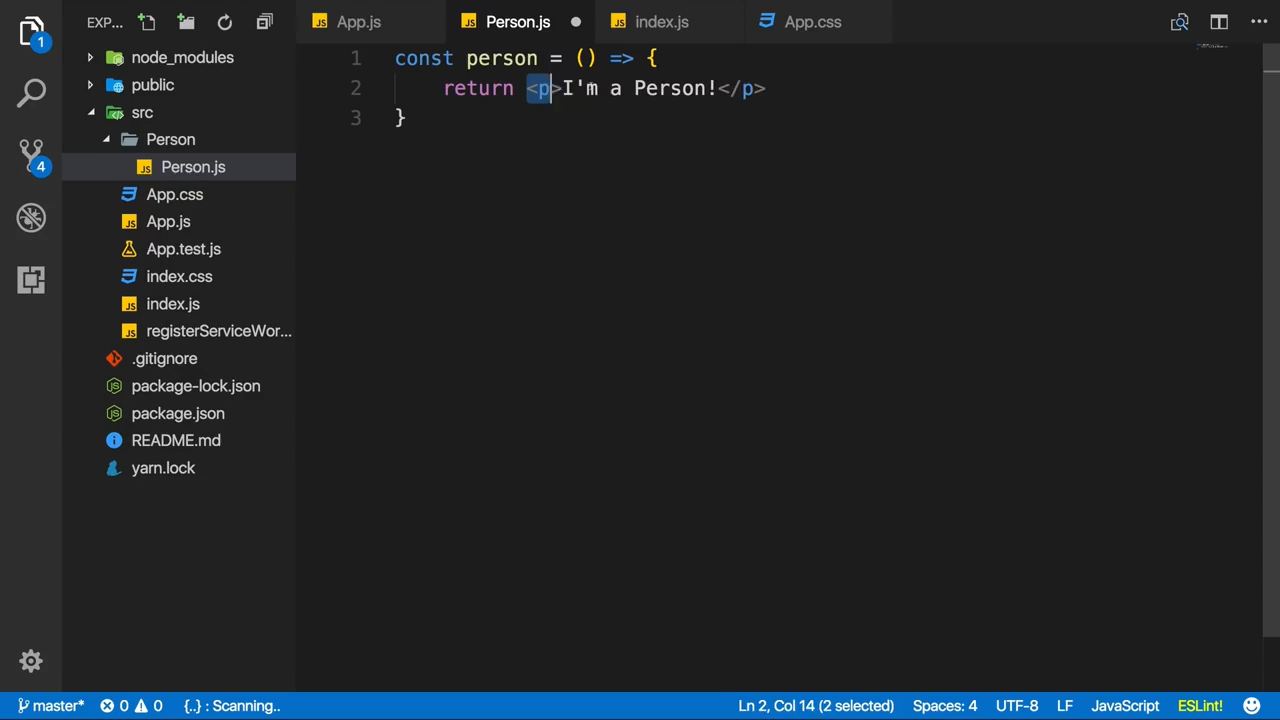 EXP...
App.js
Person.js
index.js
App.css
1
4
node_modules
public
src
Person
Person.js
App.css
App.js
App.test.js
index.css
index.js
registerServiceWor...
.gitignore
package-lock.json
package.json
README.md
yarn.lock
1 const person = () => {
2 return <p>I'm a Person!</p>
3 }
master* 0 0 {..} : Scanning.. Ln 2, Col 14 (2 selected) Spaces: 4 UTF-8 LF JavaScript ESLint!